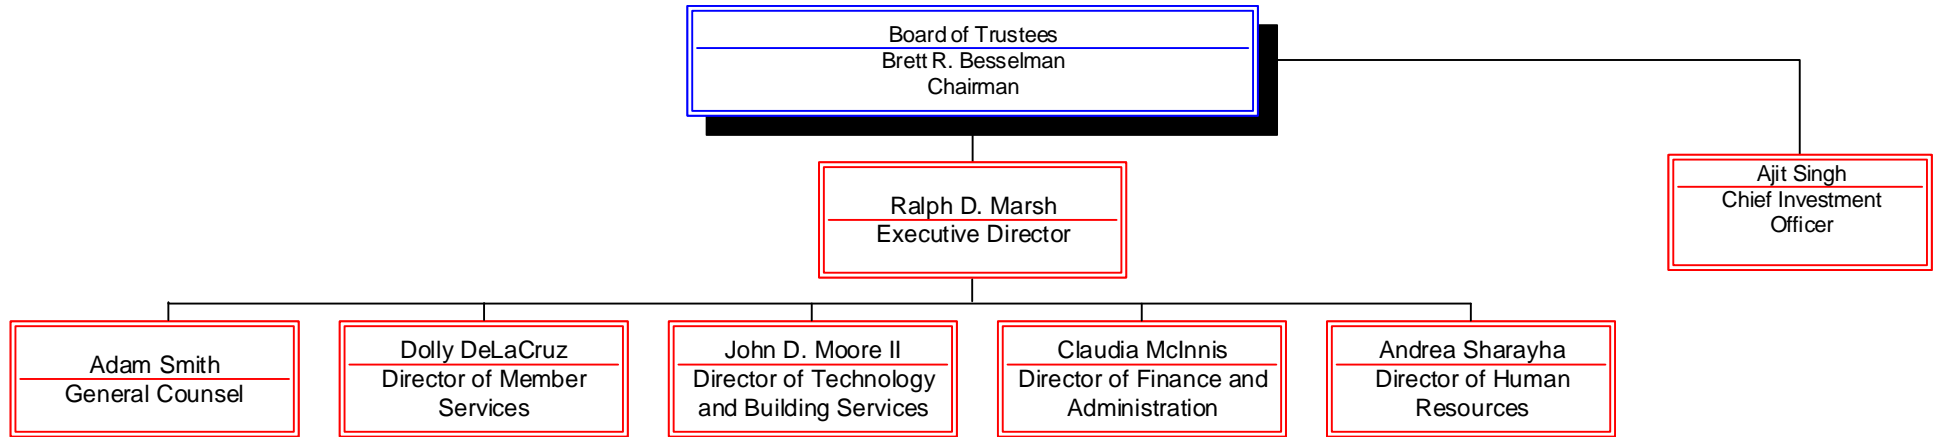 Board of Trustees
Brett R. Besselman
Chairman
Ajit Singh
Chief Investment
Officer
Ralph D. Marsh
Executive Director
Adam Smith
General Counsel
Dolly DeLaCruz
Director of Member
Services
John D. Moore II
Director of Technology
and Building Services
Claudia McInnis
Director of Finance and
Administration
Andrea Sharayha
Director of Human
Resources